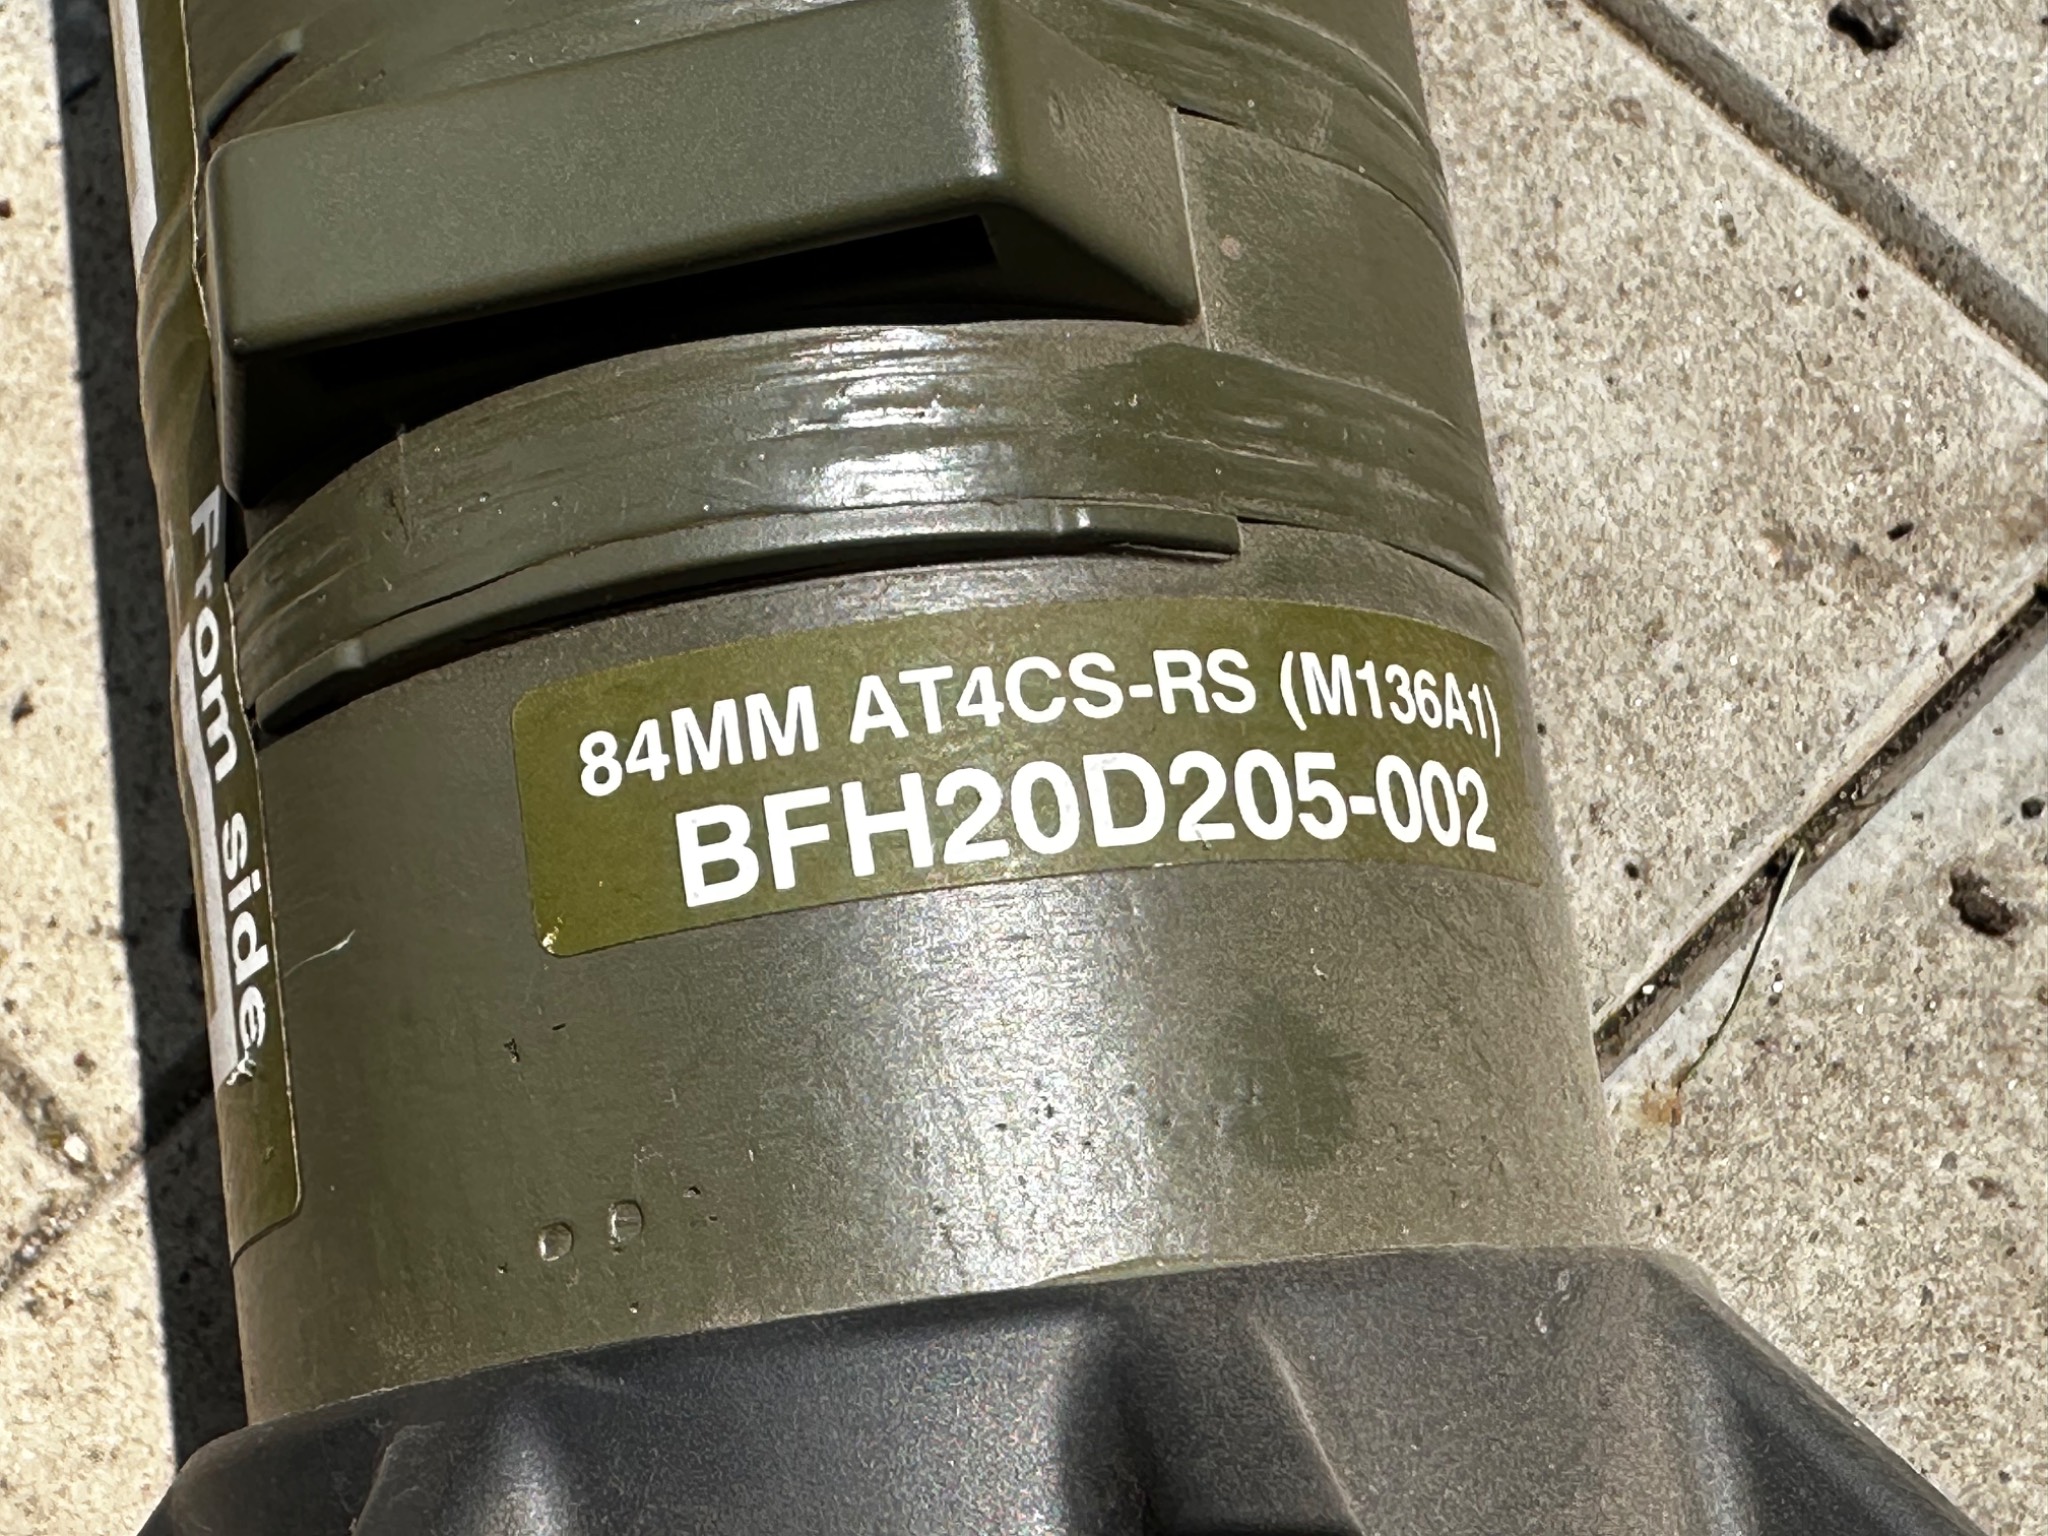 84MM AT4CS-RS (M136A1)
BFH20D205-002
From side